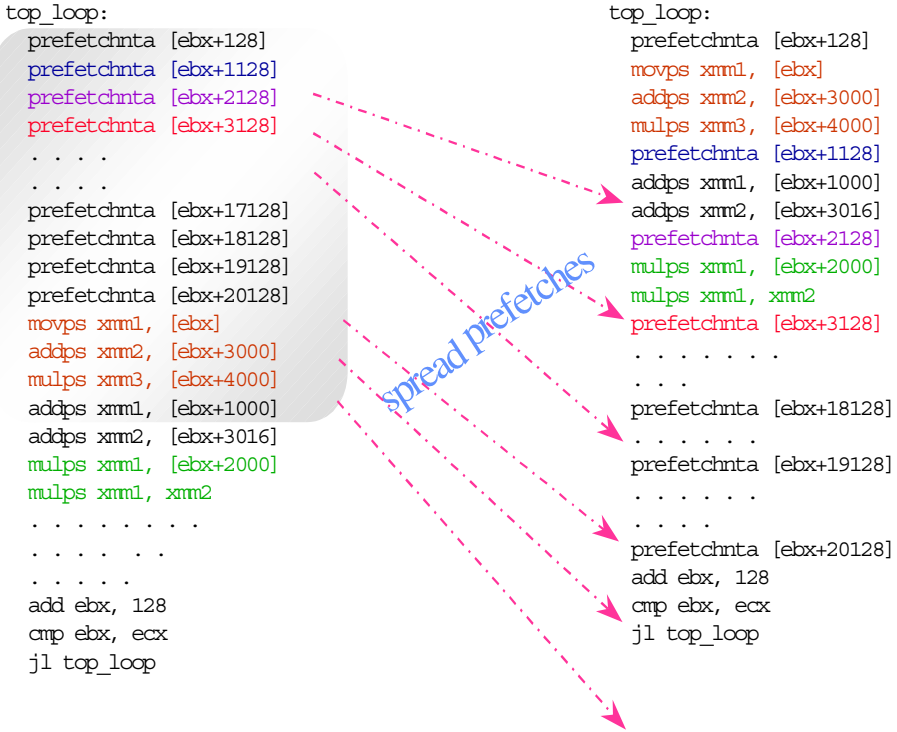 top_loop:
prefetchnta [ebx+128]
prefetchnta [ebx+1128]
prefetchnta [ebx+2128]
prefetchnta [ebx+3128]
. . . .
. . . .
prefetchnta [ebx+17128]
prefetchnta [ebx+18128]
prefetchnta [ebx+19128]
prefetchnta [ebx+20128]
movps xmm1, [ebx]
addps xmm2, [ebx+3000]
mulps xmm3, [ebx+4000]
addps xmm1, [ebx+1000]
addps xmm2, [ebx+3016]
mulps xmm1, [ebx+2000]
mulps xmm1, xmm2
. . . . . . . .
. . . . . .
. . . . .
add ebx, 128
cmp ebx, ecx
jl top_loop
spread prefetches
top_loop:
prefetchnta [ebx+128]
movps xmm1, [ebx]
addps xmm2, [ebx+3000]
mulps xmm3, [ebx+4000]
prefetchnta [ebx+1128]
addps xmm1, [ebx+1000]
addps xmm2, [ebx+3016]
prefetchnta [ebx+2128]
mulps xmm1, [ebx+2000]
mulps xmm1, xmm2
prefetchnta [ebx+3128]
. . . . . . .
. . .
prefetchnta [ebx+18128]
. . . . . .
prefetchnta [ebx+19128]
. . . . . .
. . . .
prefetchnta [ebx+20128]
add ebx, 128
cmp ebx, ecx
jl top_loop